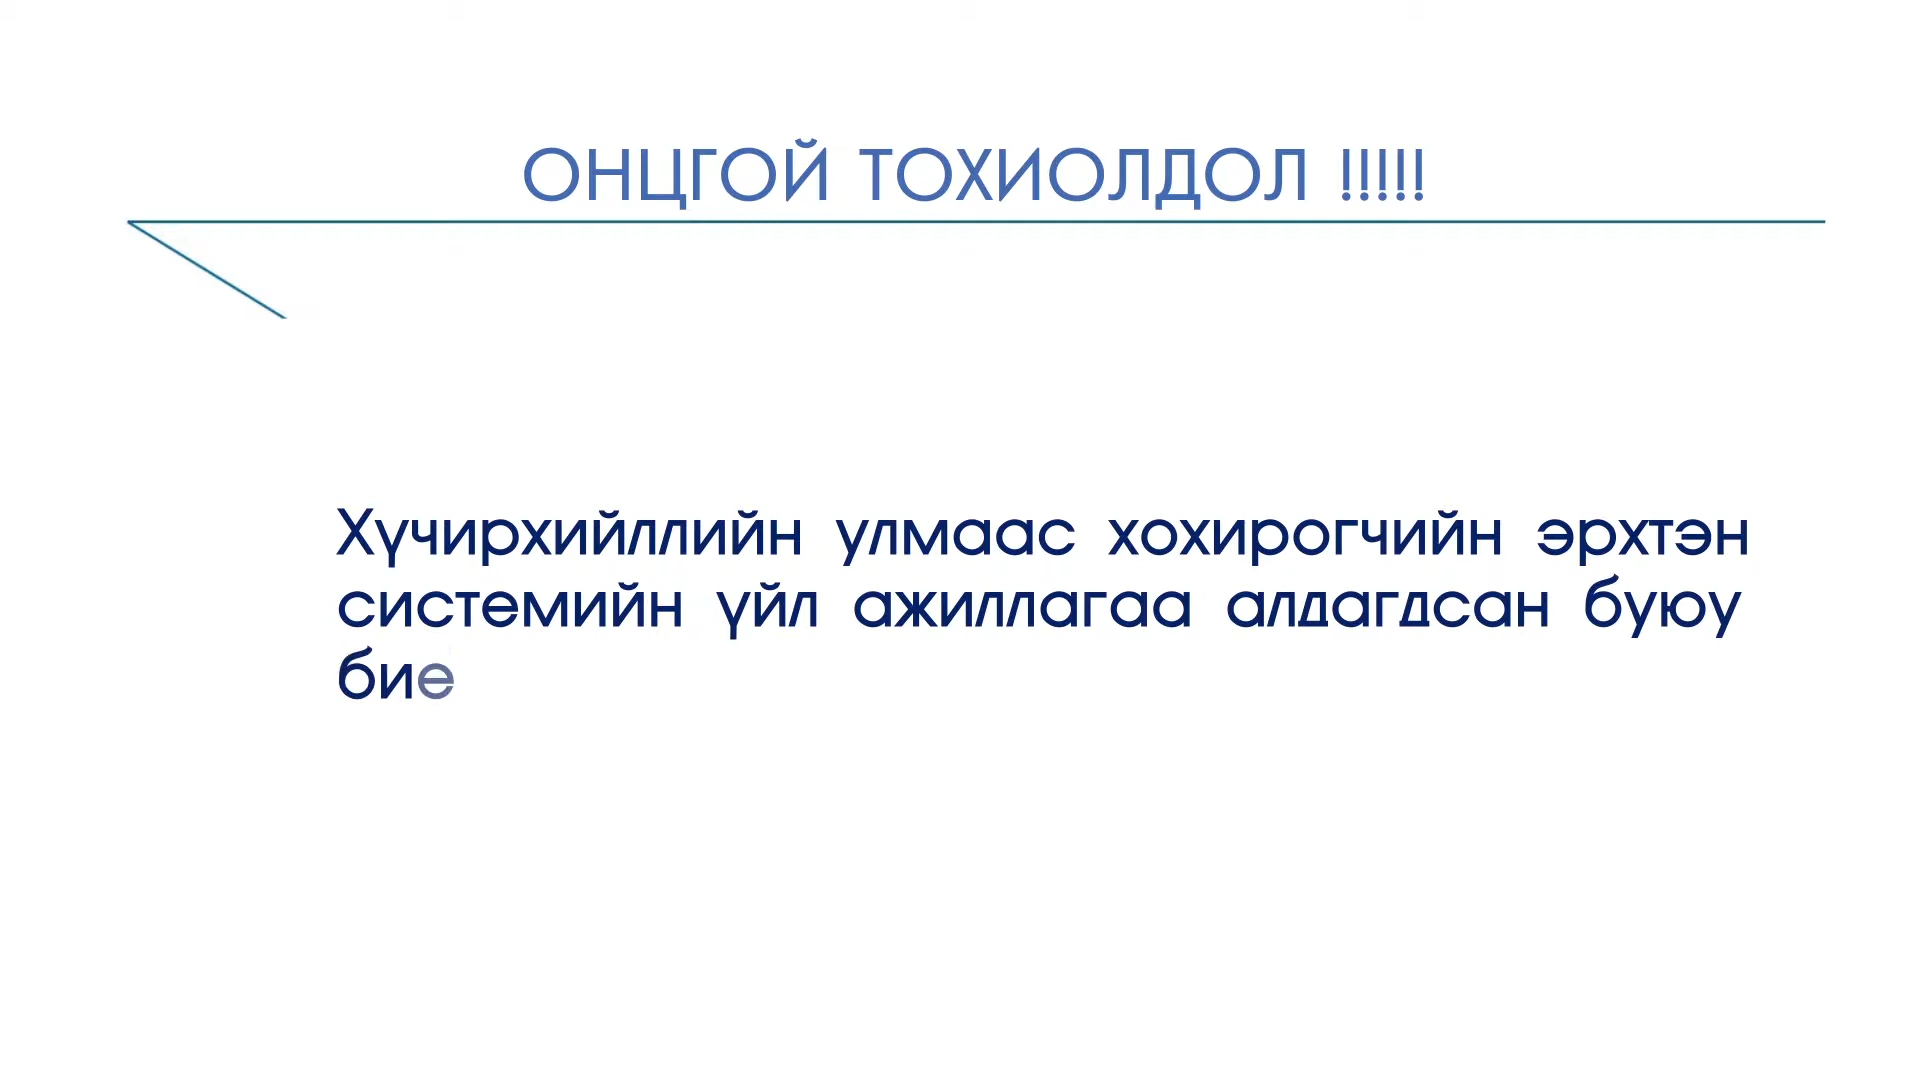 ОНЦГОЙ ТОХИОЛДОЛ !!!!!
Хүчирхийллийн улмаас хохирогчийн эрхтэн
системийн үйл ажиллагаа алдагдсан буюу
бие